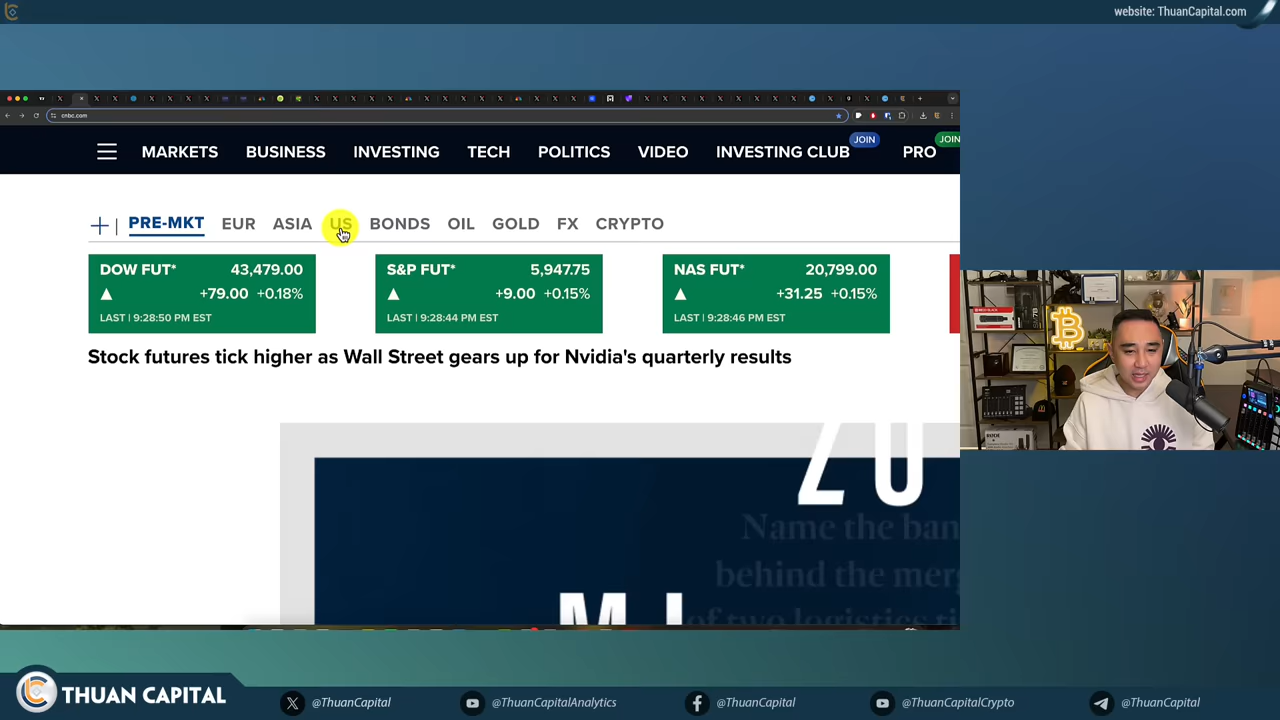 website: ThuanCapital.com
cnbc.com
MARKETS BUSINESS INVESTING TECH POLITICS VIDEO INVESTING CLUB JOIN PRO JOIN
PRE-MKT EUR ASIA US BONDS OIL GOLD FX CRYPTO
DOW FUT* 43,479.00
+79.00 +0.18%
LAST | 9:28:50 PM EST
S&P FUT* 5,947.75
+9.00 +0.15%
LAST | 9:28:44 PM EST
NAS FUT* 20,799.00
+31.25 +0.15%
LAST | 9:28:46 PM EST
Stock futures tick higher as Wall Street gears up for Nvidia's quarterly results
Name the ban
behind the mer
of two logistics ti
THUAN CAPITAL
@ThuanCapital
@ThuanCapitalAnalytics
@ThuanCapital
@ThuanCapitalCrypto
@ThuanCapital